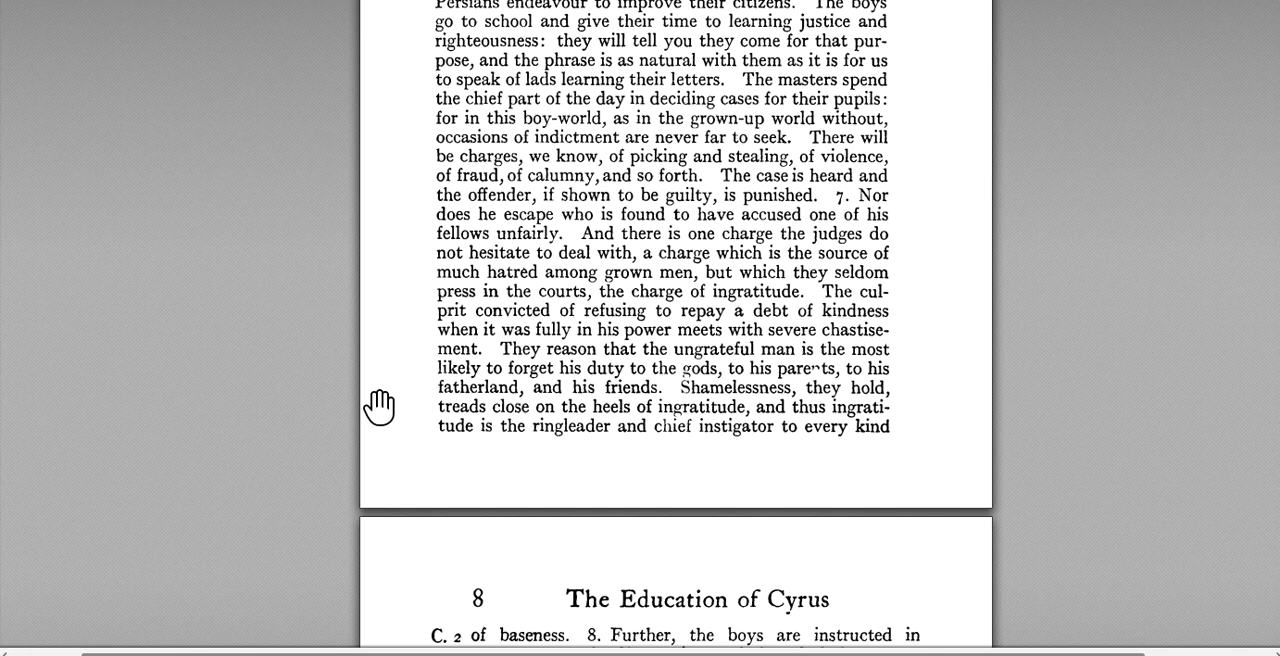 Persians endeavour to improve their citizens. The boys
go to school and give their time to learning justice and
righteousness: they will tell you they come for that pur-
pose, and the phrase is as natural with them as it is for us
to speak of lads learning their letters. The masters spend
the chief part of the day in deciding cases for their pupils:
for in this boy-world, as in the grown-up world without,
occasions of indictment are never far to seek. There will
be charges, we know, of picking and stealing, of violence,
of fraud, of calumny, and so forth. The case is heard and
the offender, if shown to be guilty, is punished. 7. Nor
does he escape who is found to have accused one of his
fellows unfairly. And there is one charge the judges do
not hesitate to deal with, a charge which is the source of
much hatred among grown men, but which they seldom
press in the courts, the charge of ingratitude. The cul-
prit convicted of refusing to repay a debt of kindness
when it was fully in his power meets with severe chastise-
ment. They reason that the ungrateful man is the most
likely to forget his duty to the gods, to his parents, to his
fatherland, and his friends. Shamelessness, they hold,
treads close on the heels of ingratitude, and thus ingrati-
tude is the ringleader and chief instigator to every kind
8 The Education of Cyrus
C. 2 of baseness. 8. Further, the boys are instructed in